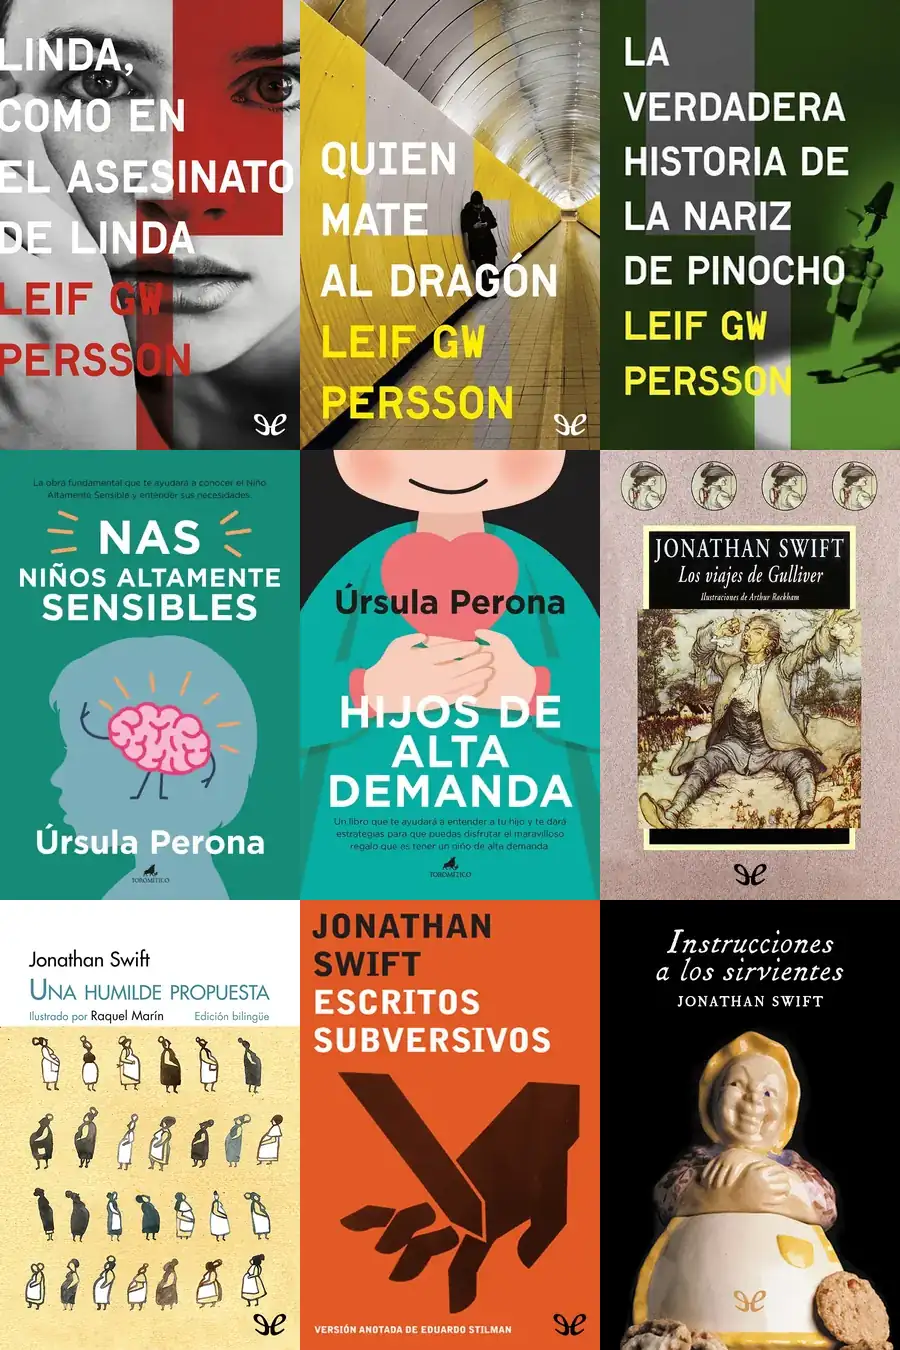 LINDA,
COMO EN
EL ASESINATO
DE LINDA
LEIF GW
PERSSON
QUIEN
MATE
AL DRAGÓN
LEIF GW
PERSSON
LA
VERDADERA
HISTORIA DE
LA NARIZ
DE PINOCHO
LEIF GW
PERSSON
La obra fundamental que te ayudará a conocer el Niño
Altamente Sensible y entender sus necesidades.
NAS
NIÑOS ALTAMENTE
SENSIBLES
Úrsula Perona
TOROMÍTICO
Úrsula Perona
HIJOS DE
ALTA
DEMANDA
Un libro que te ayudará a entender a tu hijo y te dará
estrategias para que puedas disfrutar el maravilloso
regalo que es tener un niño de alta demanda
TOROMÍTICO
JONATHAN SWIFT
Los viajes de Gulliver
Ilustraciones de Arthur Rackham
Jonathan Swift
UNA HUMILDE PROPUESTA
Ilustrado por Raquel Marín Edición bilingüe
JONATHAN
SWIFT
ESCRITOS
SUBVERSIVOS
VERSIÓN ANOTADA DE EDUARDO STILMAN
Instrucciones
a los sirvientes
JONATHAN SWIFT